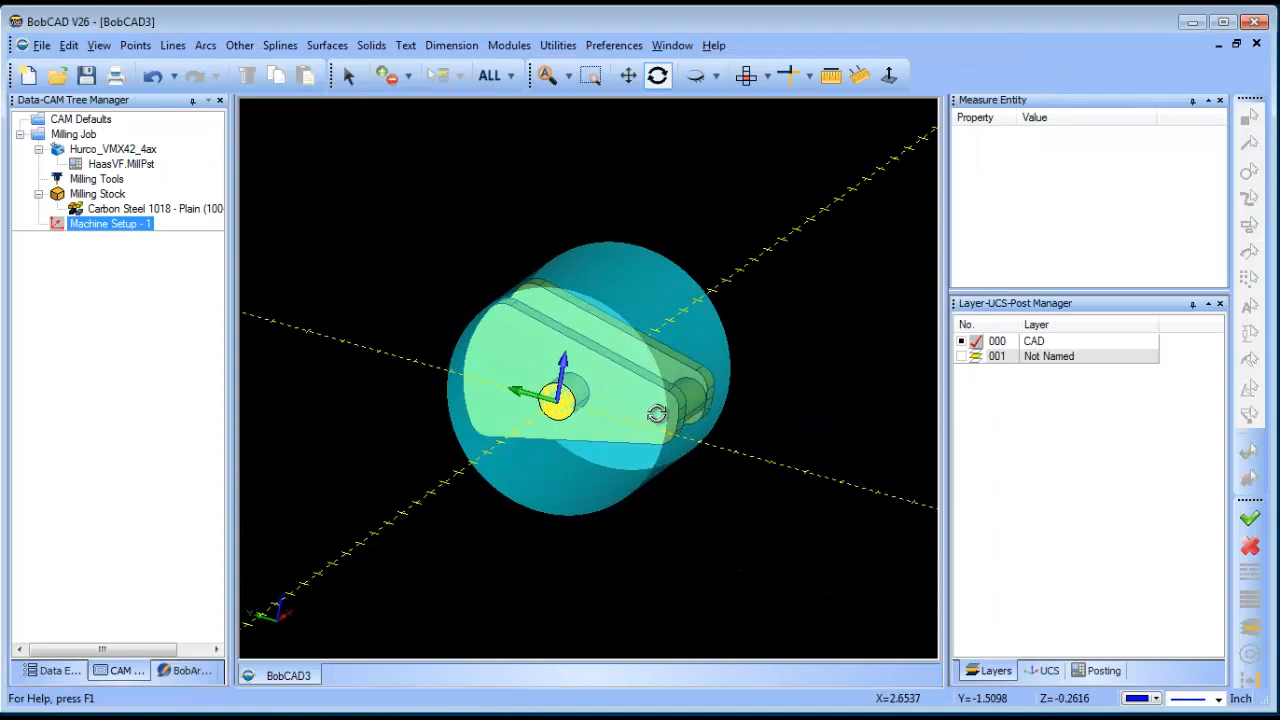 BobCAD V26 - [BobCAD3]
File Edit View Points Lines Arcs Other Splines Surfaces Solids Text Dimension Modules Utilities Preferences Window Help
ALL
Data-CAM Tree Manager
CAM Defaults
Milling Job
Hurco_VMX42_4ax
HaasVF.MillPst
Milling Tools
Milling Stock
Carbon Steel 1018 - Plain (100-
Machine Setup - 1
Data E... CAM ... BobAr...
BobCAD3
Measure Entity
Property Value
Layer-UCS-Post Manager
No. Layer
000 CAD
001 Not Named
Layers UCS Posting
For Help, press F1 X=2.6537 Y=-1.5098 Z=-0.2616 Inch